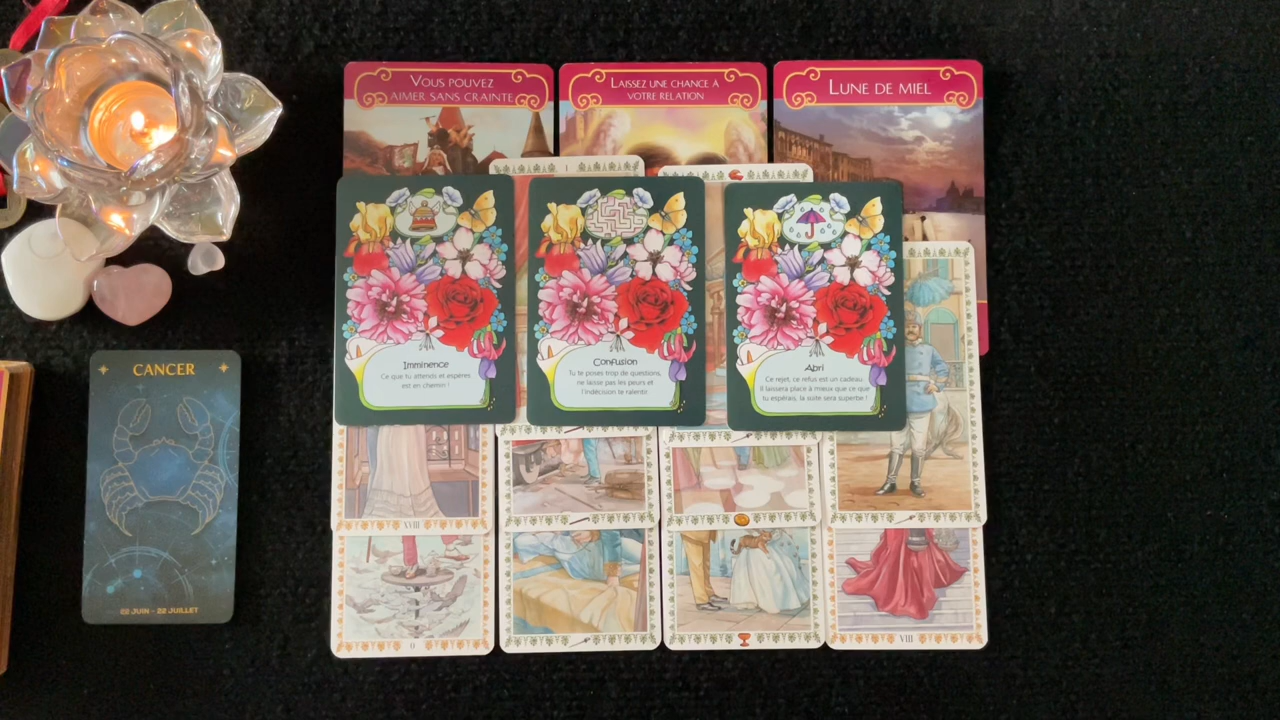 VOUS POUVEZ
AIMER SANS CRAINTE
LAISSEZ UNE CHANCE À
VOTRE RELATION
LUNE DE MIEL
I
Imminence
Ce que tu attends et espères
est en chemin !
Confusion
Tu te poses trop de questions,
ne laisse pas les peurs et
l'indécision te ralentir.
Abri
Ce rejet, ce refus est un cadeau.
Il laissera place à mieux que ce que
tu espérais, la suite sera superbe !
CANCER
22 JUIN - 22 JUILLET
XVIII
0
VIII